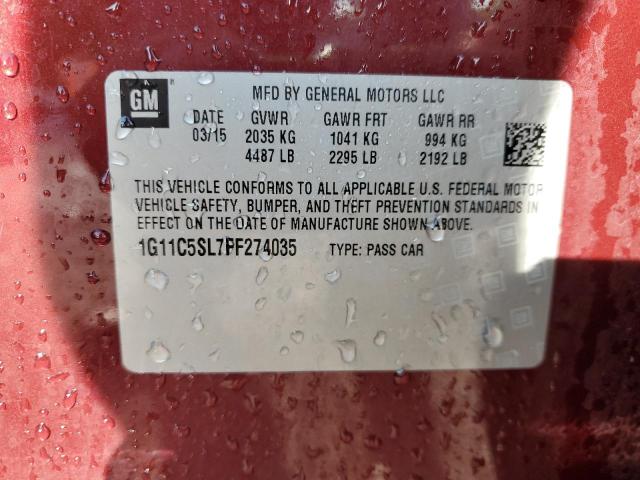 GM ®
MFD BY GENERAL MOTORS LLC
DATE GVWR GAWR FRT GAWR RR
03/15 2035 KG 1041 KG 994 KG
4487 LB 2295 LB 2192 LB
THIS VEHICLE CONFORMS TO ALL APPLICABLE U.S. FEDERAL MOTOR
VEHICLE SAFETY, BUMPER, AND THEFT PREVENTION STANDARDS IN
EFFECT ON THE DATE OF MANUFACTURE SHOWN ABOVE.
1G11C5SL7FF274035 TYPE: PASS CAR